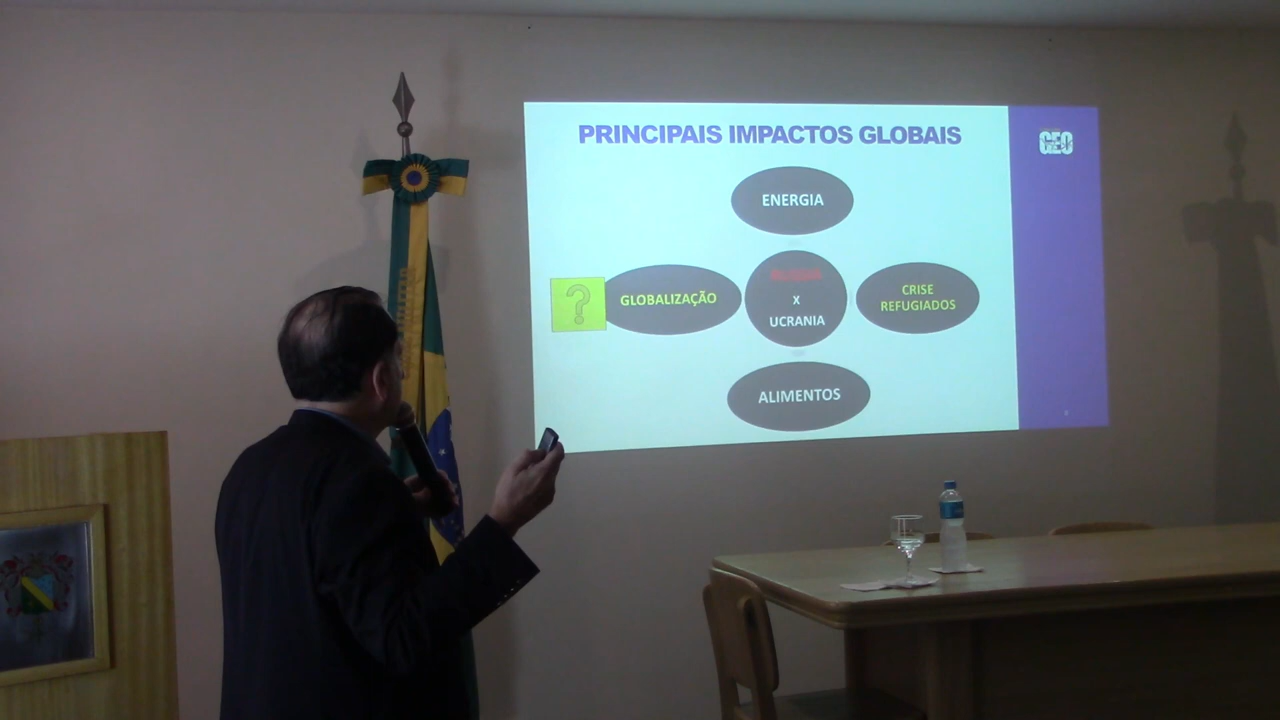 PRINCIPAIS IMPACTOS GLOBAIS
GEO
ENERGIA
?
GLOBALIZAÇÃO
X
UCRANIA
CRISE
REFUGIADOS
ALIMENTOS